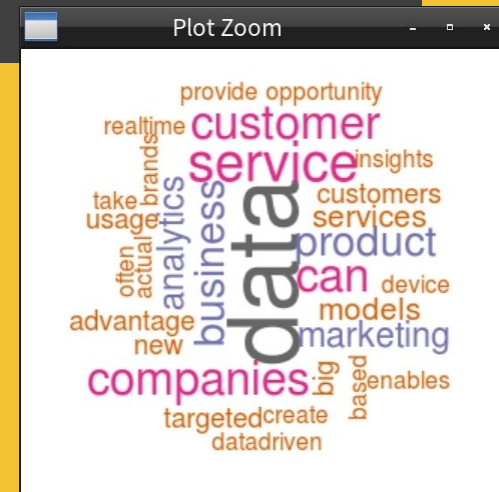 Plot Zoom
provide opportunity
realtime customer
brands
service insights
take
usage
analytics
business
data
customers
services
product
often
actual
can device
models
advantage
marketing
new
companies
big
based
enables
targeted create
datadriven